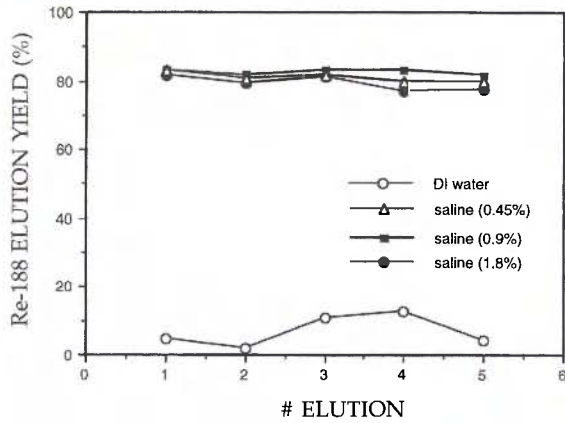 Re-188 ELUTION YIELD (%)
100
80
60
40
20
0
DI water
saline (0.45%)
saline (0.9%)
saline (1.8%)
0 1 2 3 4 5 6
# ELUTION